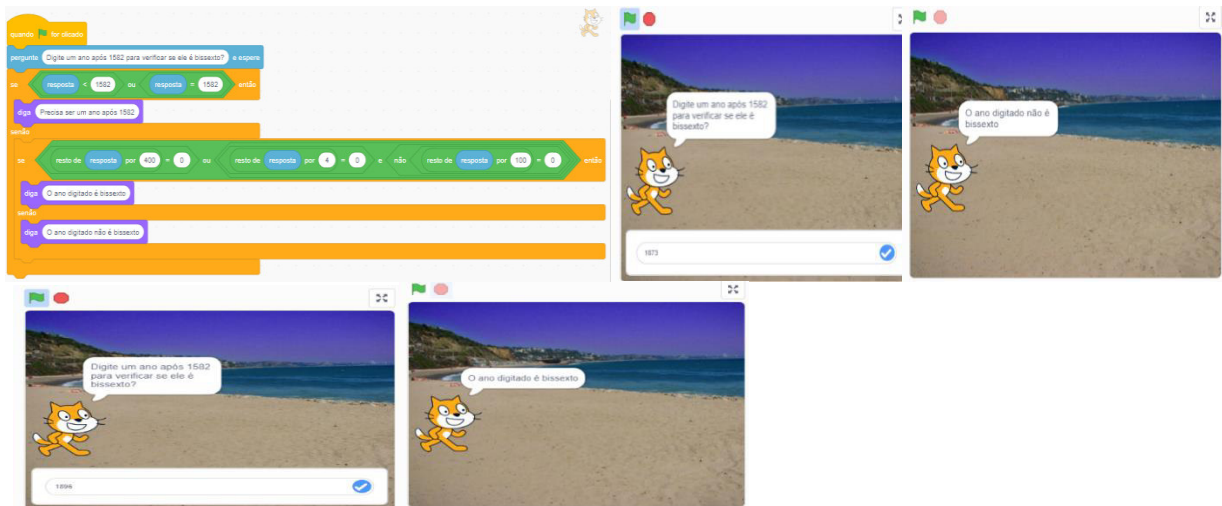 quando for clicado
pergunte Digite um ano após 1582 para verificar se ele é bissexto? e espere
se resposta < 1582 ou resposta = 1582 então
diga Precisa ser um ano após 1582
senão
se resto de resposta por 400 = 0 ou resto de resposta por 4 = 0 e não resto de resposta por 100 = 0 então
diga O ano digitado é bissexto
senão
diga O ano digitado não é bissexto
Digite um ano após 1582
para verificar se ele é
bissexto?
1873
O ano digitado não é
bissexto
Digite um ano após 1582
para verificar se ele é
bissexto?
1896
O ano digitado é bissexto